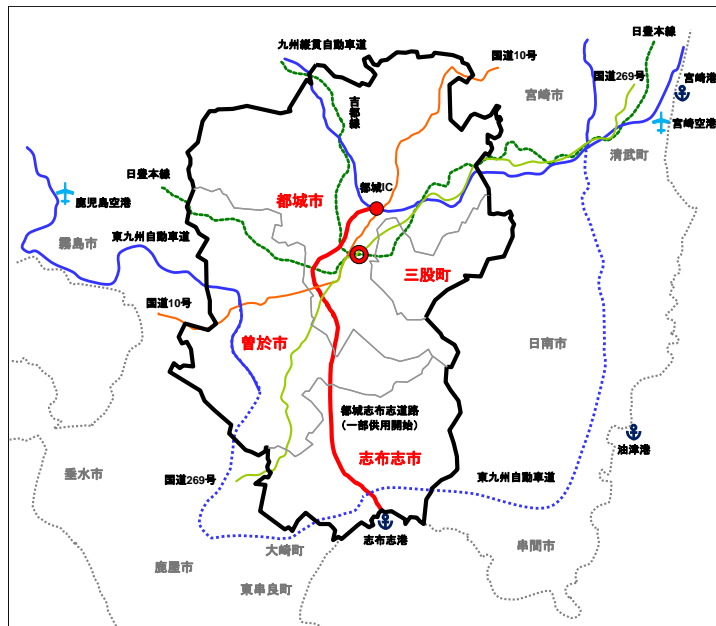 九州縦貫自動車道
国道10号
日豊本線
国道269号
宮崎港
宮崎市
宮崎空港
吉都線
清武町
日豊本線
都城IC
都城市
鹿児島空港
霧島市
東九州自動車道
三股町
国道10号
曽於市
日南市
都城志布志道路
（一部供用開始）
油津港
志布志市
垂水市
国道269号
東九州自動車道
志布志港
大崎町
串間市
鹿屋市
東串良町